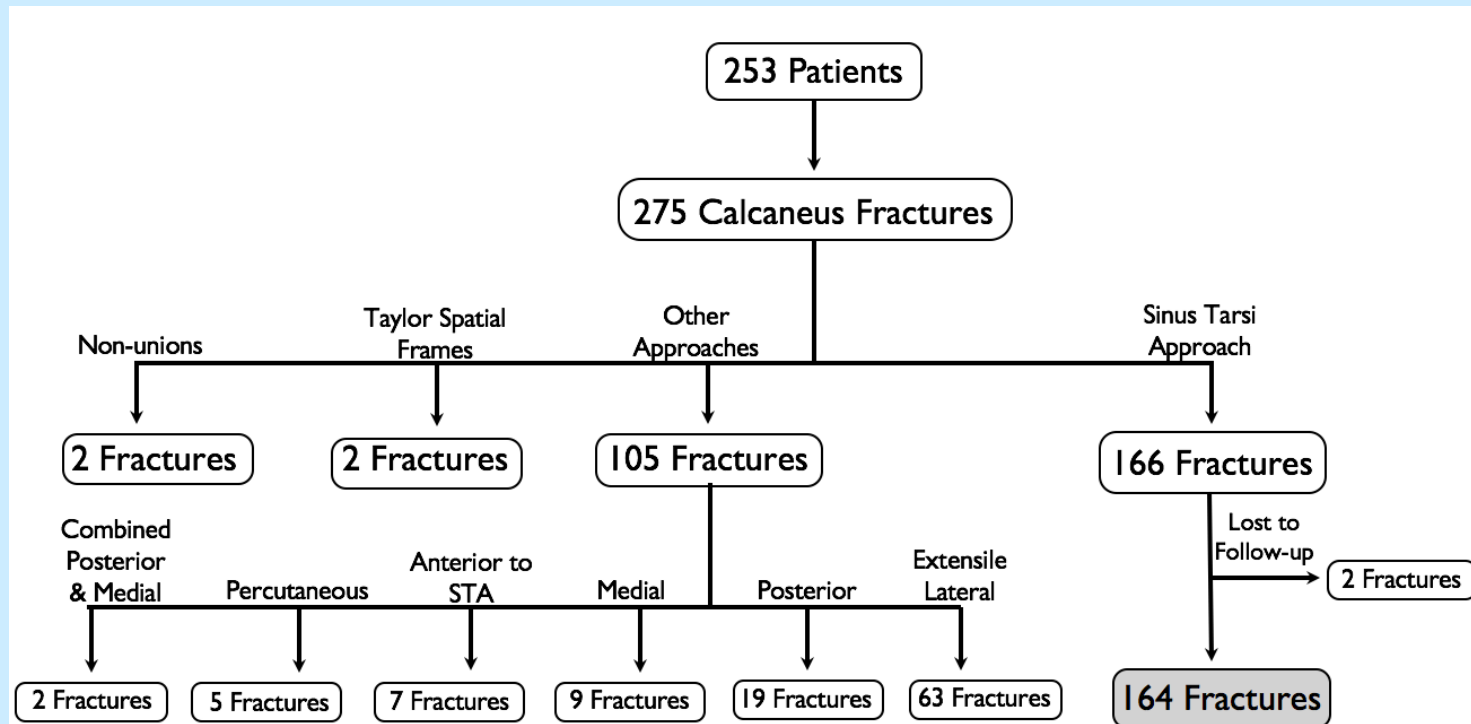 253 Patients
275 Calcaneus Fractures
Non-unions
Taylor Spatial
Frames
Other
Approaches
Sinus Tarsi
Approach
2 Fractures
2 Fractures
105 Fractures
166 Fractures
Lost to
Follow-up
2 Fractures
Combined
Posterior
& Medial
Percutaneous
Anterior to
STA
Medial
Posterior
Extensile
Lateral
2 Fractures
5 Fractures
7 Fractures
9 Fractures
19 Fractures
63 Fractures
164 Fractures